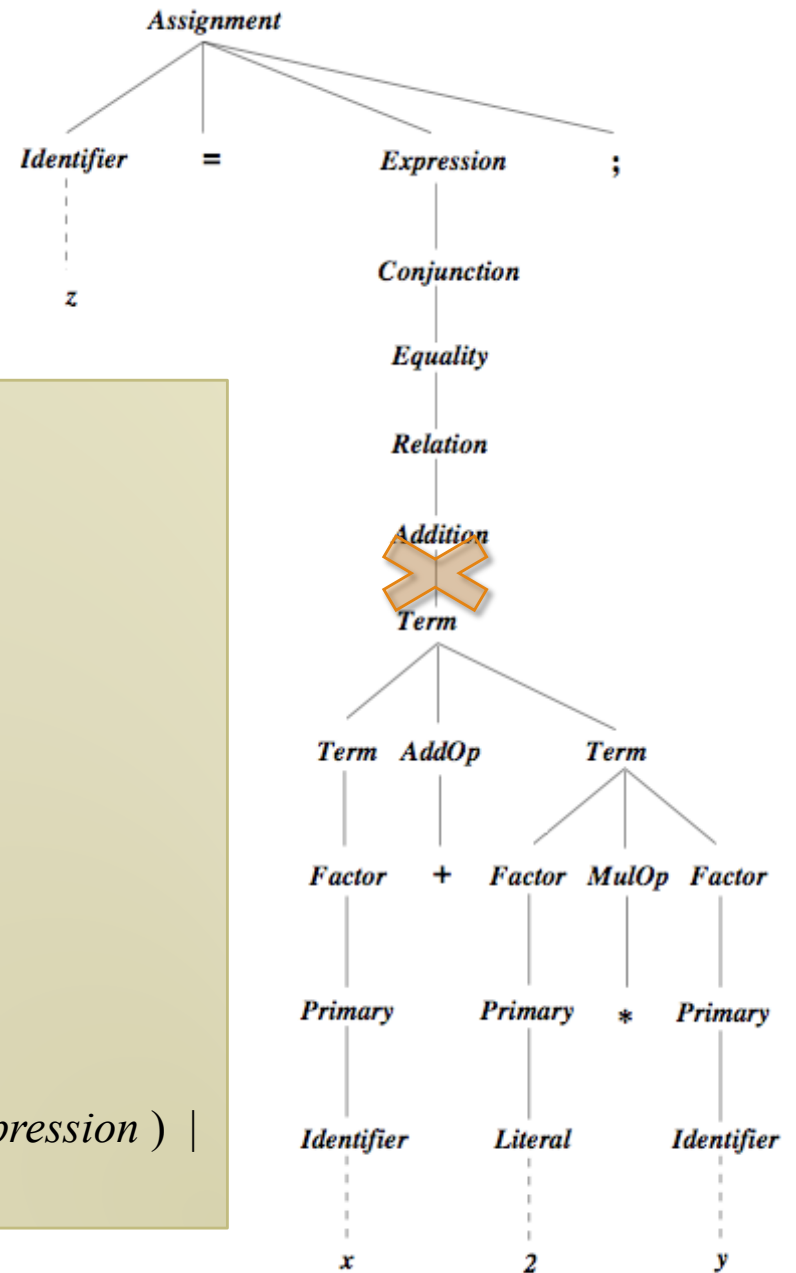 Assignment
Identifier = Expression ;
z
Conjunction
Equality
Relation
Addition
Term
Term AddOp Term
Factor + Factor MulOp Factor
Primary Primary * Primary
pression ) |
Identifier Literal Identifier
x 2 y